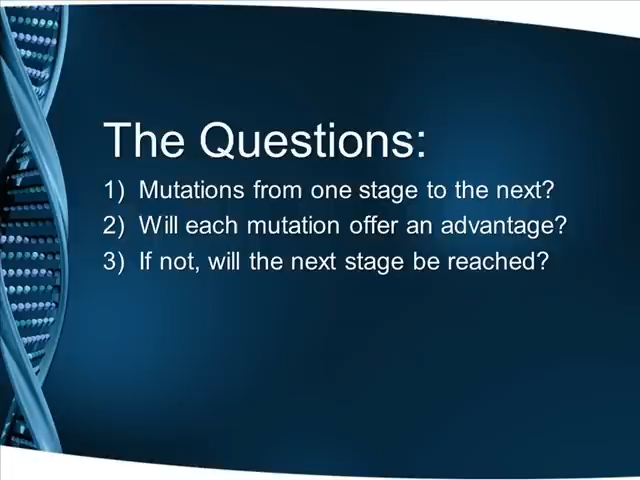 The Questions:
1) Mutations from one stage to the next?
2) Will each mutation offer an advantage?
3) If not, will the next stage be reached?